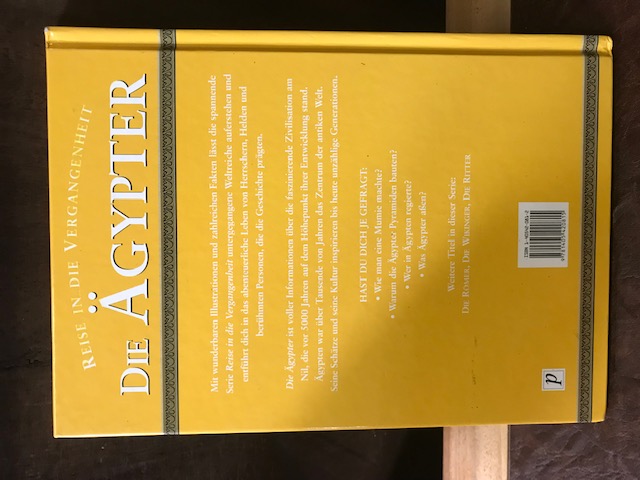 REISE IN DIE VERGANGENHEIT
DIE ÄGYPTER
Mit wunderbaren Illustrationen und zahlreichen Fakten lässt die spannende
Serie Reise in die Vergangenheit untergegangene Weltreiche auferstehen und
entführt dich in das abenteuerliche Leben von Herrschern, Helden und
berühmten Personen, die die Geschichte prägten.
Die Ägypter ist voller Informationen über die faszinierende Zivilisation am
Nil, die vor 5000 Jahren auf dem Höhepunkt ihrer Entwicklung stand.
Ägypten war über Tausende von Jahren das Zentrum der antiken Welt.
Seine Schätze und seine Kultur inspirieren bis heute unzählige Generationen.
HAST DU DICH JE GEFRAGT:
• Wie man eine Mumie machte?
• Warum die Ägypter Pyramiden bauten?
• Wer in Ägypten regierte?
• Was Ägypter aßen?
Weitere Titel in dieser Serie:
DIE RÖMER, DIE WIKINGER, DIE RITTER
p